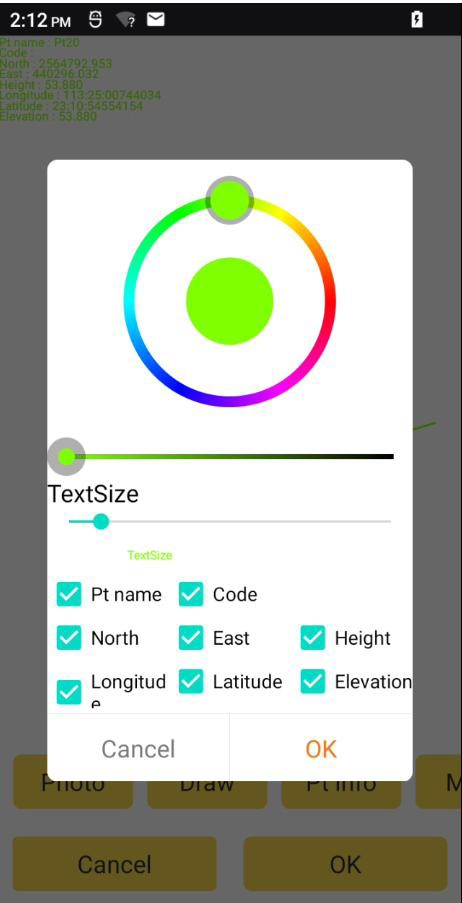 2:12 PM ?
Pt name : Pt20
Code :
North : 2564792.953
East : 440296.032
Height : 53.880
Longitude : 113:25:00744034
Latitude : 23:10:54554154
Elevation : 53.880
TextSize
TextSize
Pt name Code
North East Height
Longitud Latitude Elevation
e
Cancel OK
Photo Draw Pt info M
Cancel OK